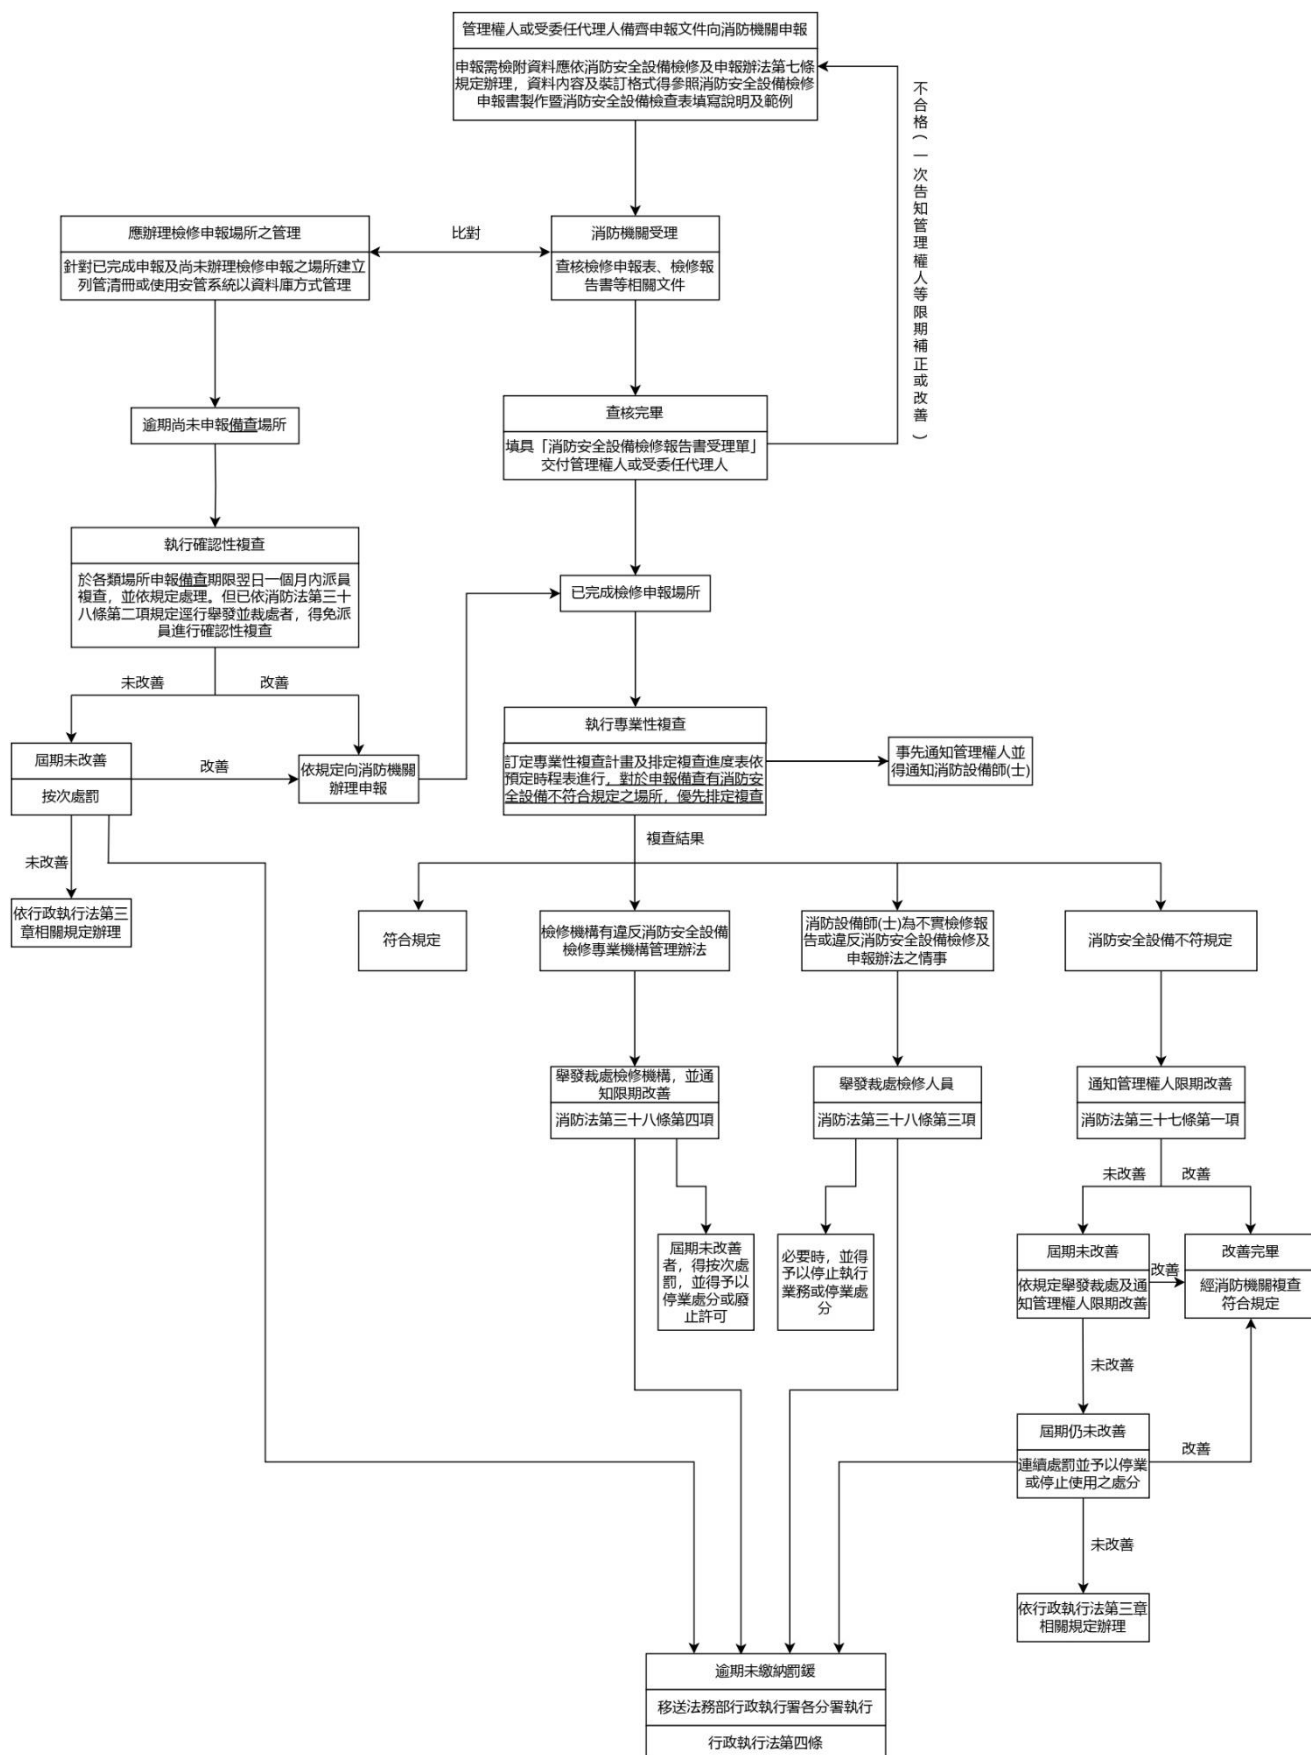 管理權人或受委任代理人備齊申報文件向消防機關申報
申報需檢附資料應依消防安全設備檢修及申報辦法第七條
規定辦理，資料內容及裝訂格式得參照消防安全設備檢修
申報書製作暨消防安全設備檢查表填寫說明及範例
不合格（一次告知管理權人等限期補正或改善）
應辦理檢修申報場所之管理
針對已完成申報及尚未辦理檢修申報之場所建立
列管清冊或使用安管系統以資料庫方式管理
比對
消防機關受理
查核檢修申報表、檢修報
告書等相關文件
逾期尚未申報備查場所
查核完畢
填具「消防安全設備檢修報告書受理單」
交付管理權人或受委任代理人
執行確認性複查
於各類場所申報備查期限翌日一個月內派員
複查，並依規定處理。但已依消防法第三十
八條第二項規定逕行舉發並裁處者，得免派
員進行確認性複查
已完成檢修申報場所
未改善
改善
屆期未改善
按次處罰
改善
依規定向消防機關
辦理申報
執行專業性複查
訂定專業性複查計畫及排定複查進度表依
預定時程表進行，對於申報備查有消防安
全設備不符合規定之場所，優先排定複查
事先通知管理權人並
得通知消防設備師(士)
未改善
依行政執行法第三
章相關規定辦理
複查結果
符合規定
檢修機構有違反消防安全設備
檢修專業機構管理辦法
消防設備師(士)為不實檢修報
告或違反消防安全設備檢修及
申報辦法之情事
消防安全設備不符規定
舉發裁處檢修機構，並通
知限期改善
消防法第三十八條第四項
舉發裁處檢修人員
消防法第三十八條第三項
通知管理權人限期改善
消防法第三十七條第一項
未改善
改善
屆期未改善
者，得按次處
罰，並得予以
停業處分或廢
止許可
必要時，並得
予以停止執行
業務或停業處
分
屆期未改善
依規定舉發裁處及通
知管理權人限期改善
改善
改善完畢
經消防機關複查
符合規定
未改善
屆期仍未改善
連續處罰並予以停業
或停止使用之處分
改善
未改善
依行政執行法第三章
相關規定辦理
逾期未繳納罰鍰
移送法務部行政執行署各分署執行
行政執行法第四條